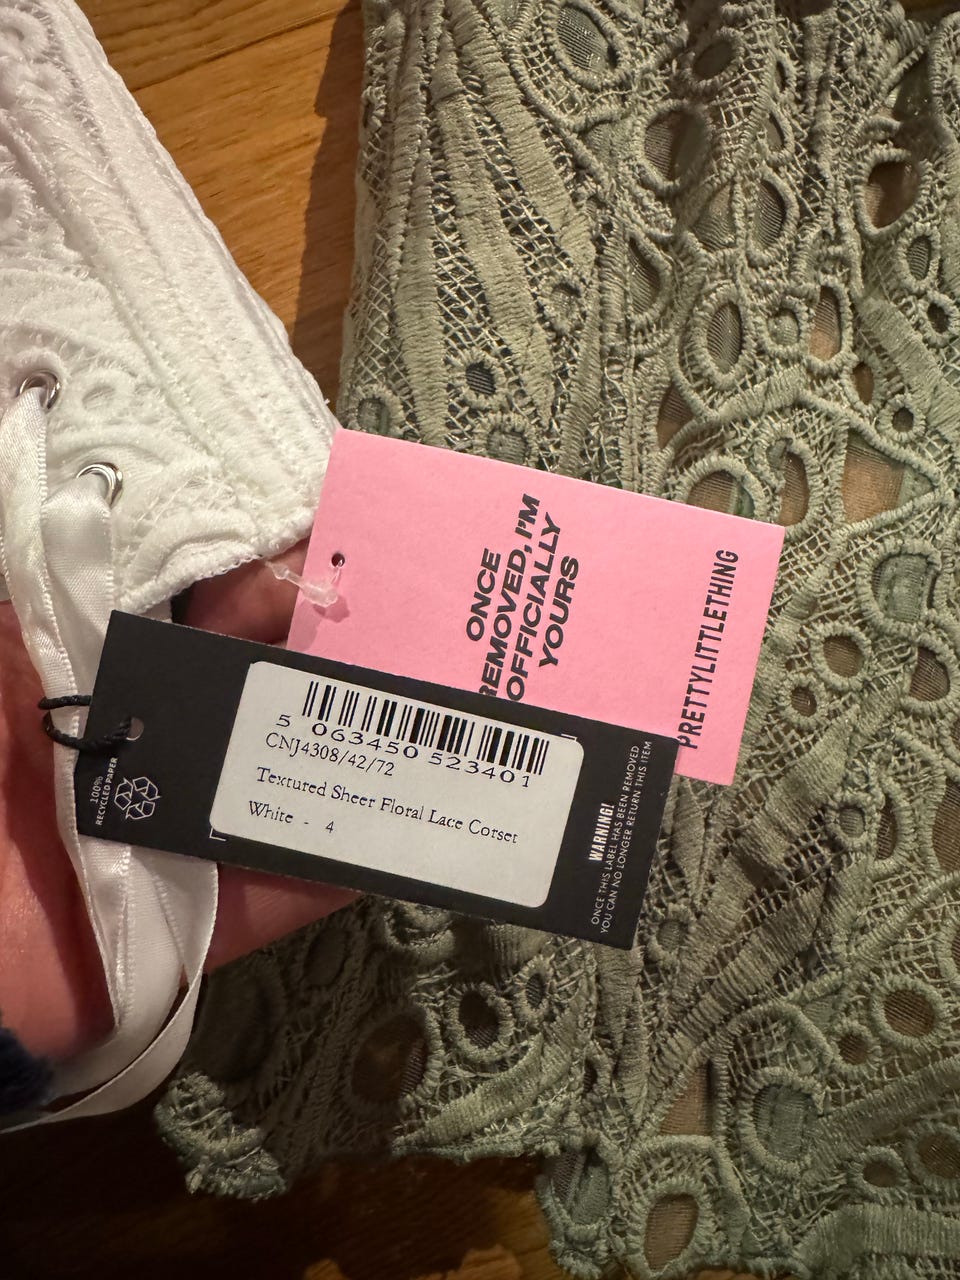 ONCE
REMOVED, I'M
OFFICIALLY
YOURS
PRETTYLITTLETHING
5 063450 523401
CNJ4308/42/72
Textured Sheer Floral Lace Corset
White - 4
100%
RECYCLED PAPER
WARNING!
ONCE THIS LABEL HAS BEEN REMOVED
YOU CAN NO LONGER RETURN THIS ITEM